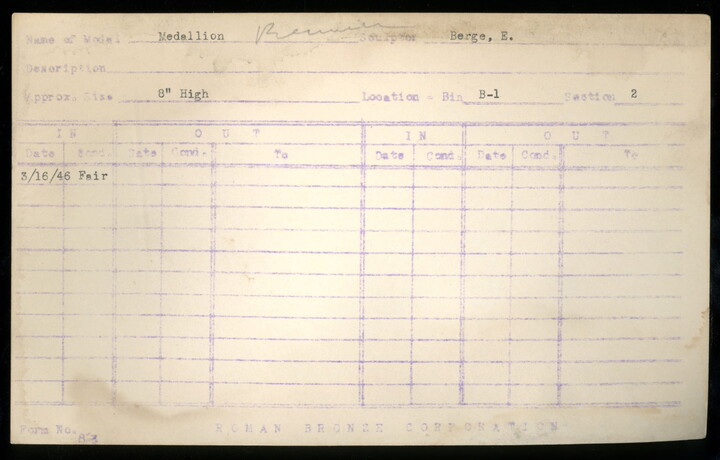 Name of Model Medallion Sculptor Berge, E.
Description
Approx. Size 8" High Location - Bin B-1 Section 2
IN OUT IN OUT
Date Cond. Date Cond. To Date Cond. Date Cond. To
3/16/46 Fair
Form No. 823 ROMAN BRONZE CORPORATION